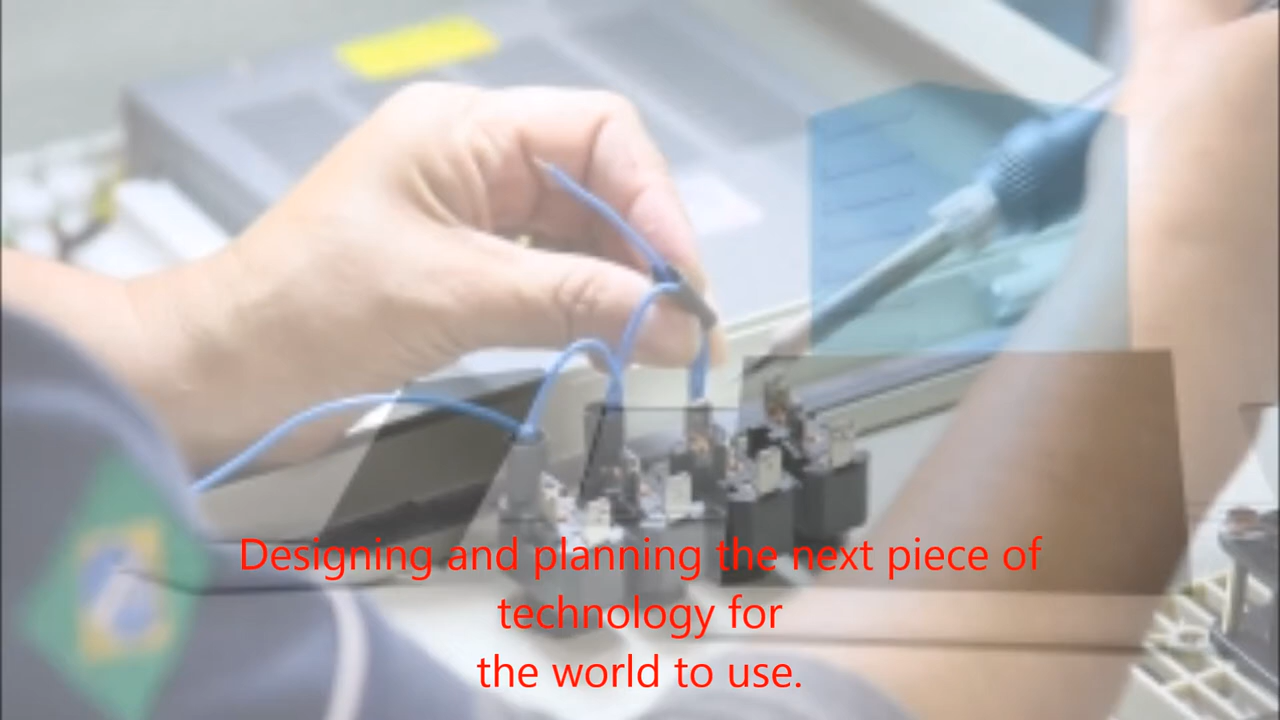 Designing and planning the next piece of
technology for
the world to use.